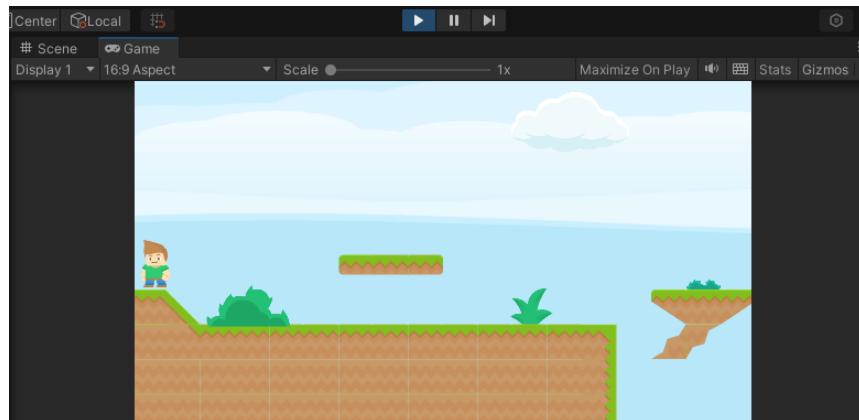 Center Local
Scene Game
Display 1 16:9 Aspect Scale 1x Maximize On Play Stats Gizmos